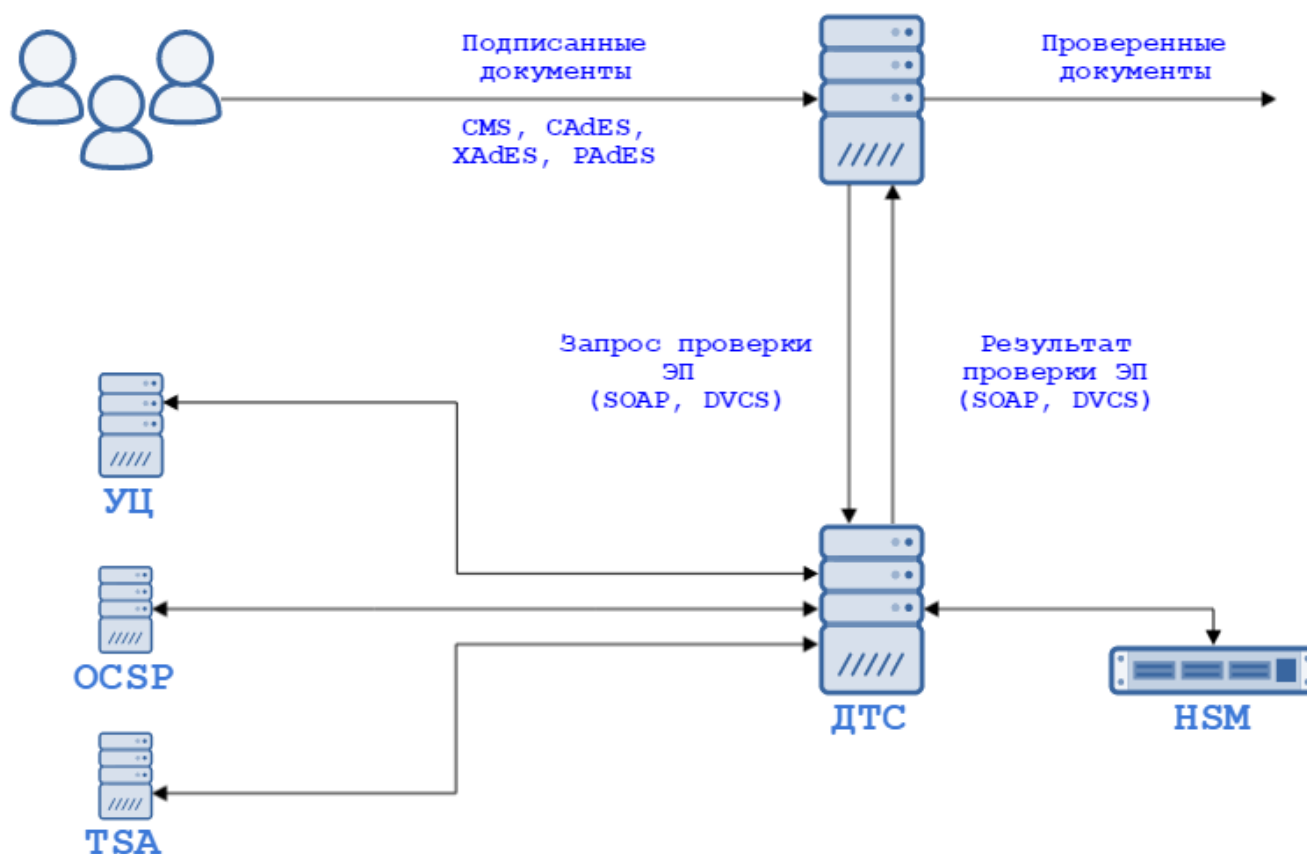 Подписанные
документы
CMS, CAdES,
XAdES, PAdES
Проверенные
документы
Запрос проверки
ЭП
(SOAP, DVCS)
Результат
проверки ЭП
(SOAP, DVCS)
УЦ
OCSP
TSA
ДТС
HSM